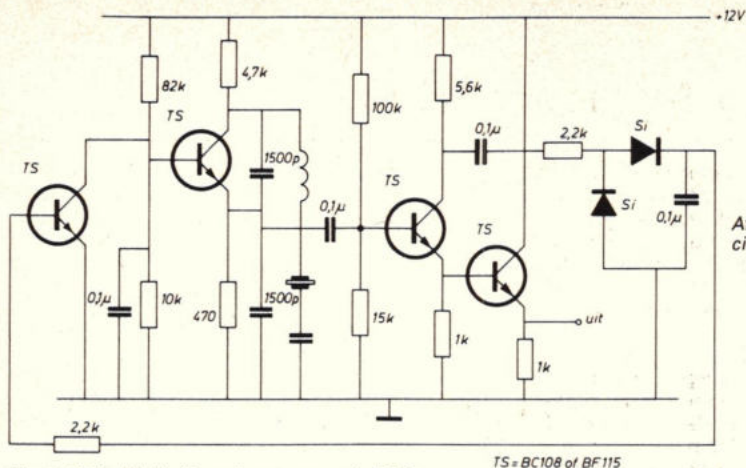 +12V
82k
4,7k
TS
1500p
100k
5,6k
0,1µ
2,2k
Si
TS
0,1µ
TS
Si
0,1µ
TS
0,1µ
10k
470
1500p
15k
1k
uit
1k
2,2k
TS = BC108 of BF115